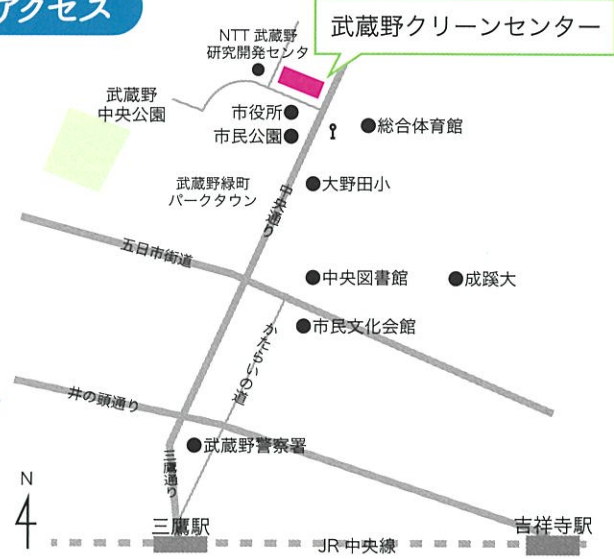 アクセス
武蔵野クリーンセンター
NTT 武蔵野
研究開発センタ
武蔵野
中央公園
市役所
市民公園
総合体育館
武蔵野緑町
パークタウン
大野田小
中央通り
五日市街道
中央図書館
成蹊大
市民文化会館
かたらいの道
井の頭通り
武蔵野警察署
三鷹通り
N
三鷹駅
吉祥寺駅
JR 中央線